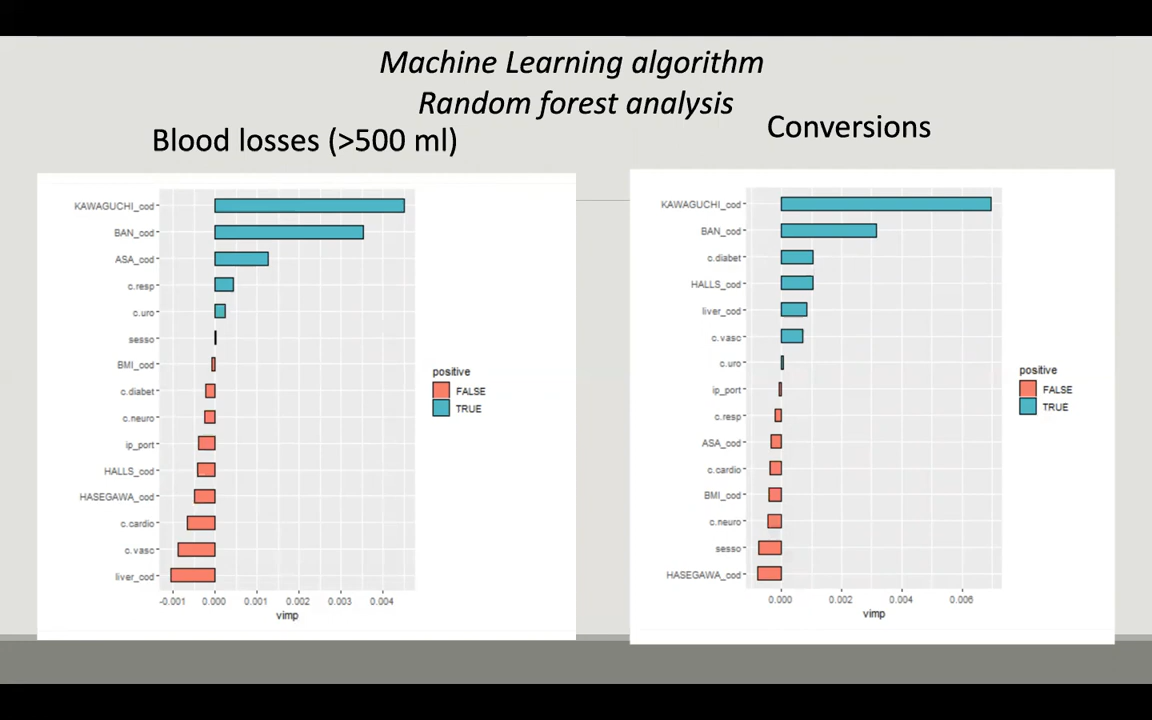 Machine Learning algorithm
Random forest analysis
Blood losses (>500 ml)
KAWAGUCHI_cod
BAN_cod
ASA_cod
c.resp
c.uro
sesso
BMI_cod
c.diabet
c.neuro
ip_port
HALLS_cod
HASEGAWA_cod
c.cardio
c.vasc
liver_cod
-0.001 0.000 0.001 0.002 0.003 0.004
vimp
positive
FALSE
TRUE
Conversions
KAWAGUCHI_cod
BAN_cod
c.diabet
HALLS_cod
liver_cod
c.vasc
c.uro
ip_port
c.resp
ASA_cod
c.cardio
BMI_cod
c.neuro
sesso
HASEGAWA_cod
0.000 0.002 0.004 0.006
vimp
positive
FALSE
TRUE